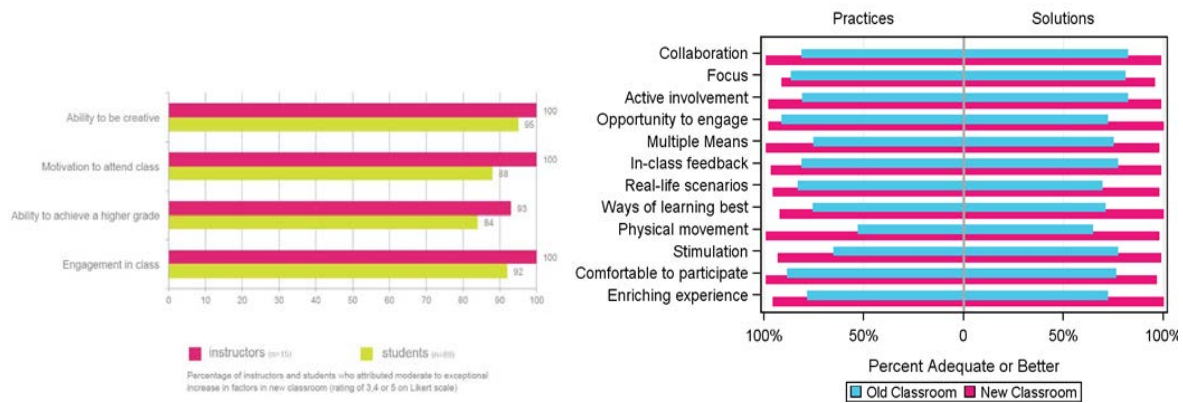 Ability to be creative
100
95
Motivation to attend class
100
88
Ability to achieve a higher grade
93
84
Engagement in class
100
92
0 10 20 30 40 50 60 70 80 90 100
instructors (n=15) students
Percentage of instructors and students who attributed moderate to exceptional
increase in factors in new classroom (rating of 3,4 or 5 on Likert scale)
Practices Solutions
Collaboration
Focus
Active involvement
Opportunity to engage
Multiple Means
In-class feedback
Real-life scenarios
Ways of learning best
Physical movement
Stimulation
Comfortable to participate
Enriching experience
100% 50% 0 50% 100%
Percent Adequate or Better
Old Classroom New Classroom